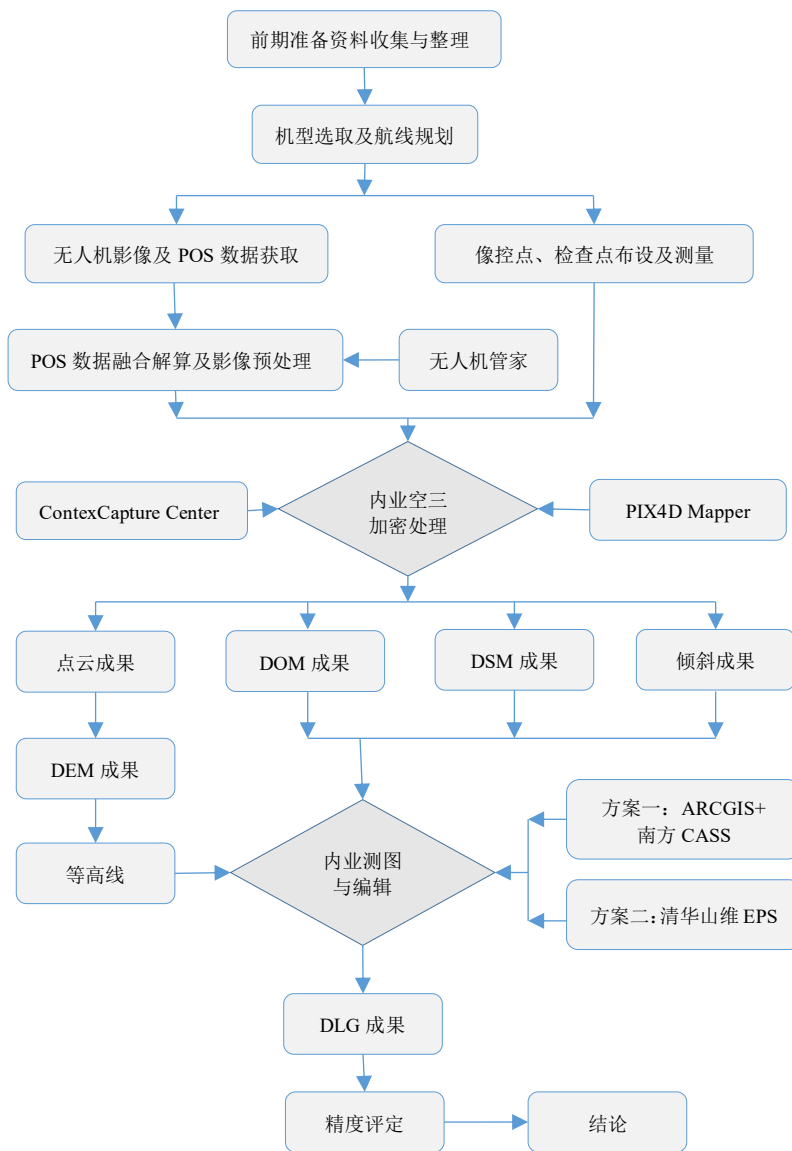 前期准备资料收集与整理
机型选取及航线规划
无人机影像及 POS 数据获取
像控点、检查点布设及测量
POS 数据融合解算及影像预处理
无人机管家
ContexCapture Center
内业空三
加密处理
PIX4D Mapper
点云成果
DOM 成果
DSM 成果
倾斜成果
DEM 成果
方案一：ARCGIS+
南方 CASS
等高线
内业测图
与编辑
方案二：清华山维 EPS
DLG 成果
精度评定
结论